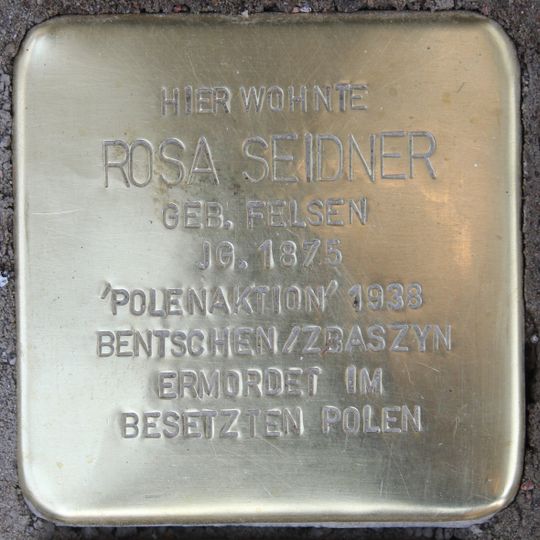 HIER WOHNTE
ROSA SEIDNER
GEB. FELSEN
JG. 1875
'POLENAKTION' 1938
BENTSCHEN/ZBASZYN
ERMORDET IM
BESETZTEN POLEN